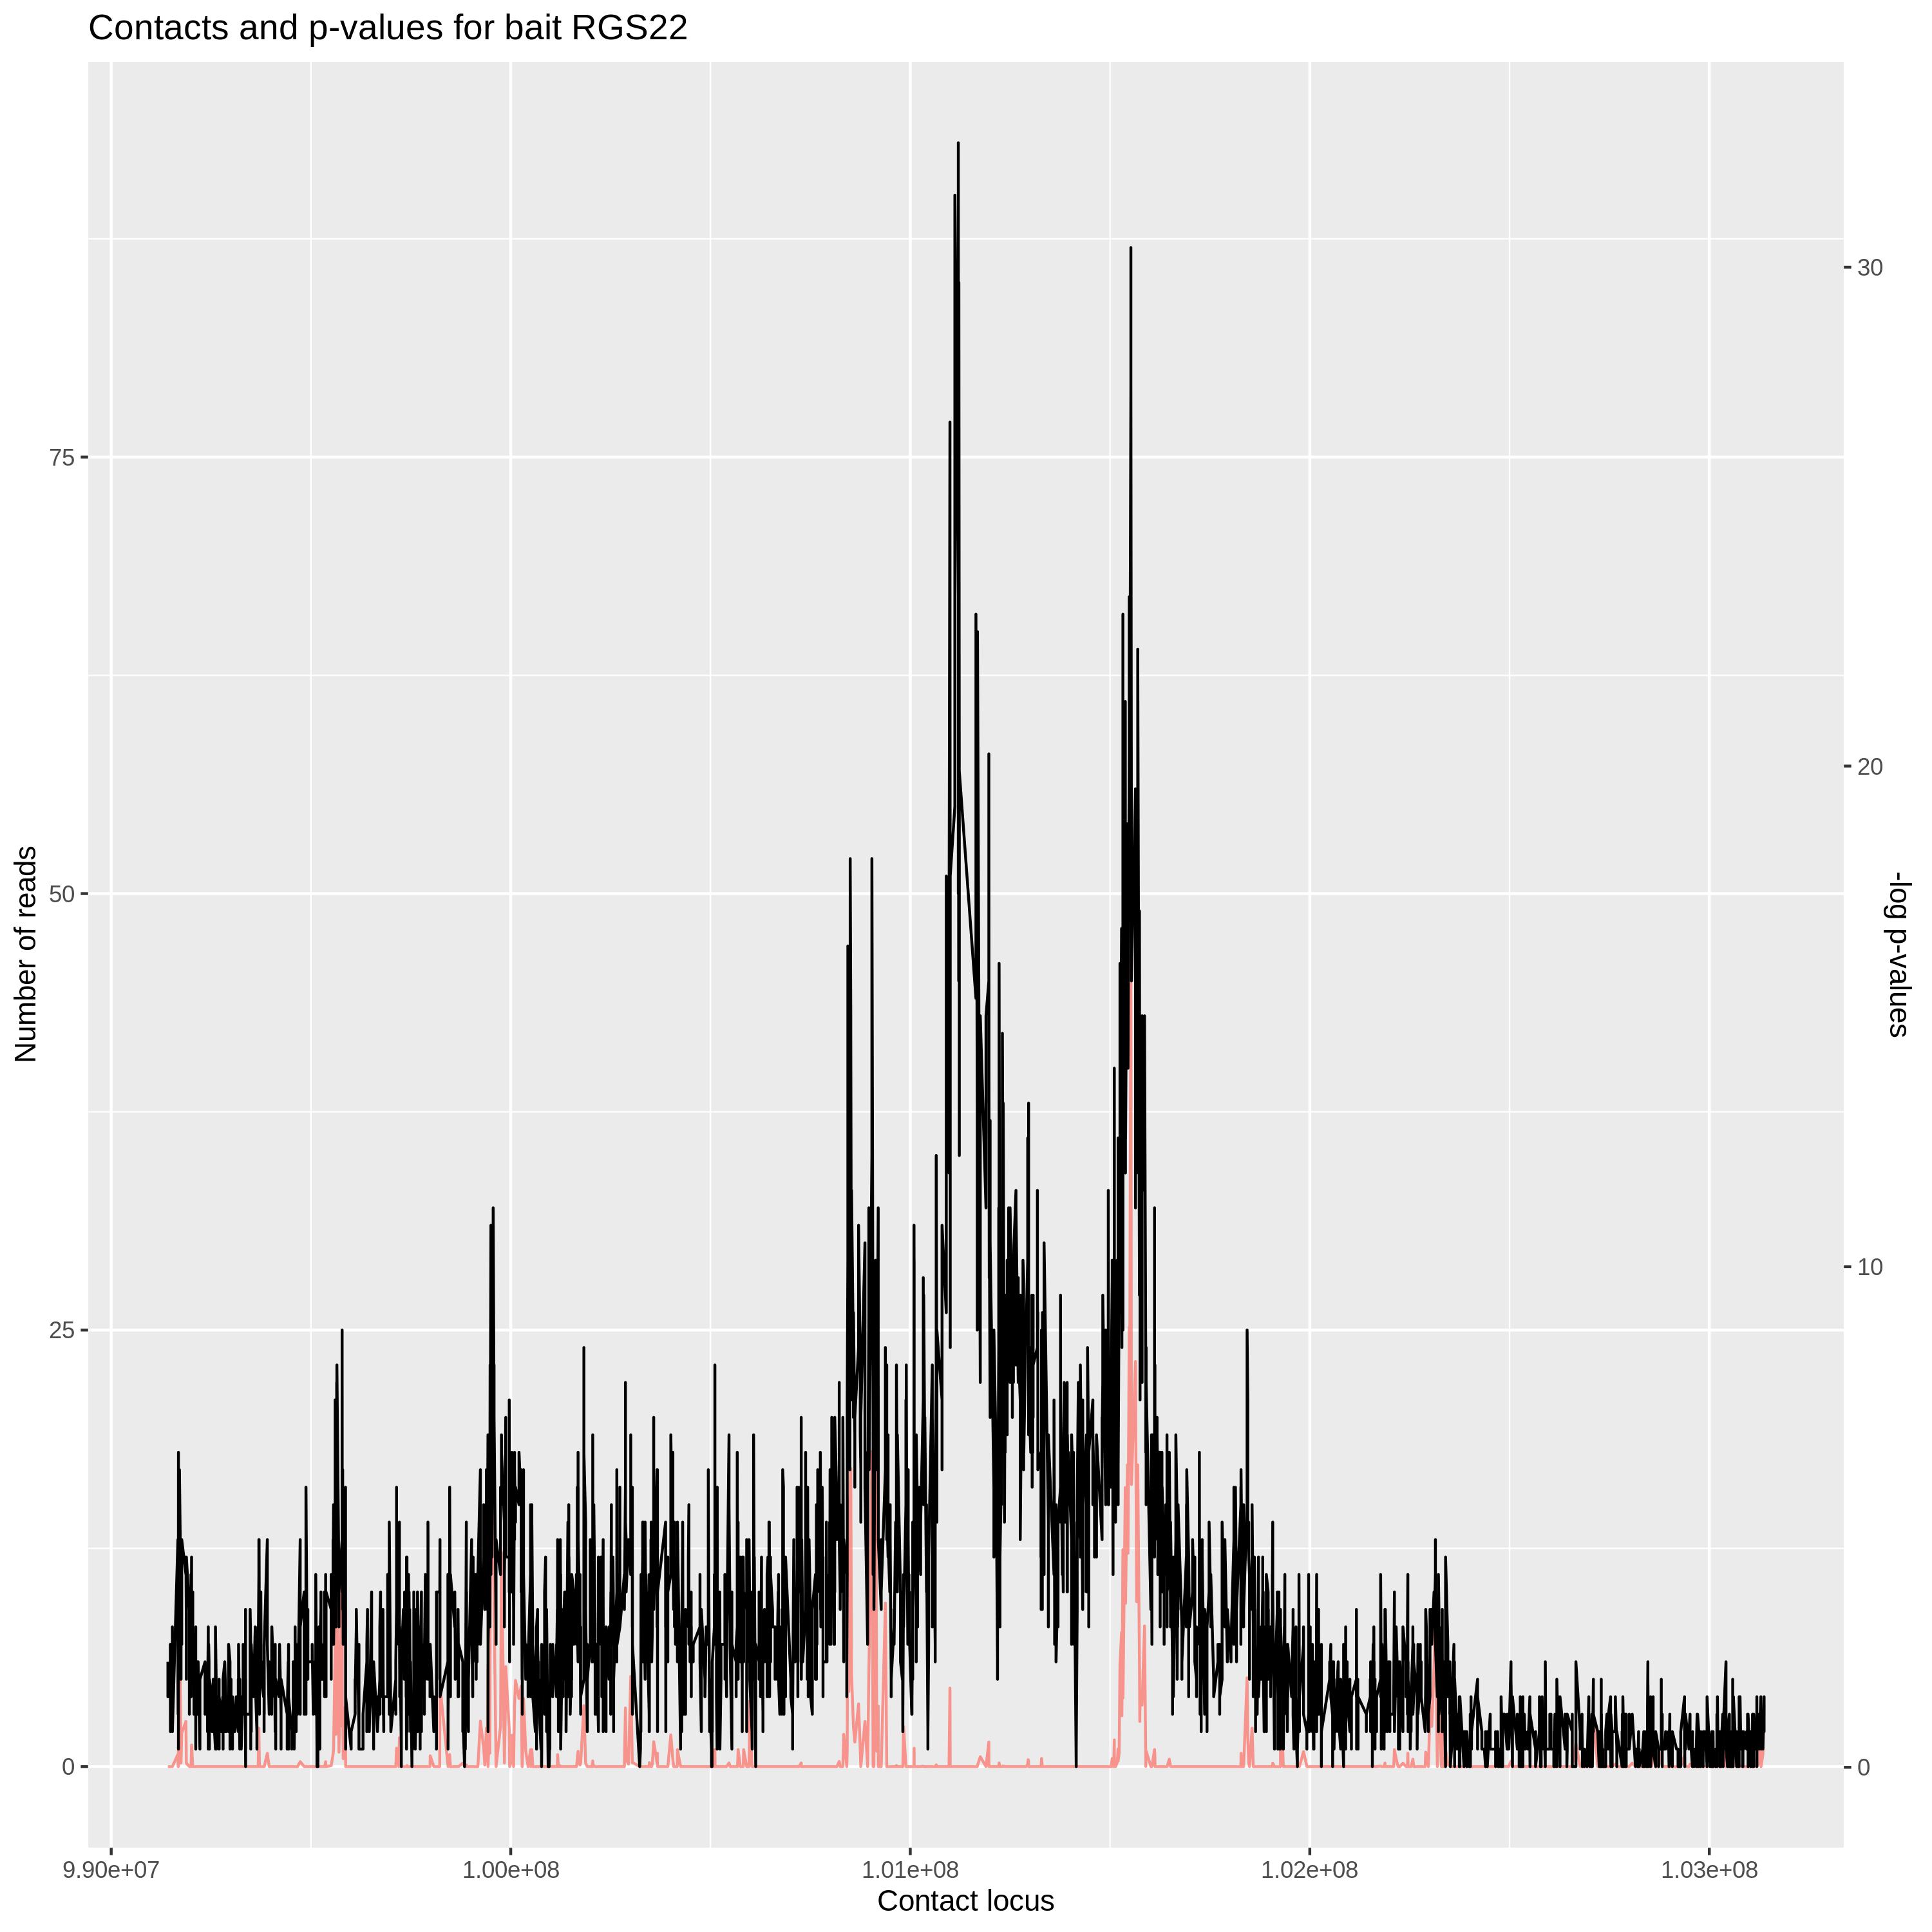 Contacts and p-values for bait RGS22
Number of reads
75
50
25
0
30
20
10
0
-log p-values
9.90e+07
1.00e+08
1.01e+08
1.02e+08
1.03e+08
Contact locus